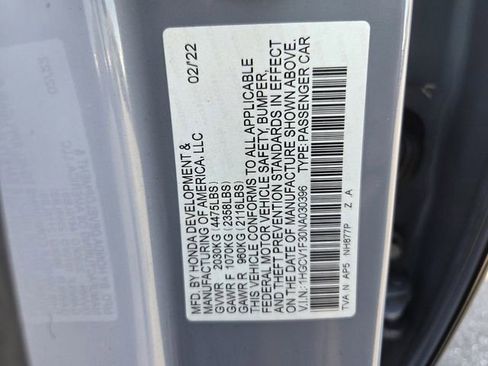 MFD. BY HONDA DEVELOPMENT & 02/22
MANUFACTURING OF AMERICA, LLC
GVWR 2030KG (4475LBS)
GAWR F 1070KG (2358LBS)
GAWR R 960KG (2116LBS)
THIS VEHICLE CONFORMS TO ALL APPLICABLE
FEDERAL MOTOR VEHICLE SAFETY, BUMPER,
AND THEFT PREVENTION STANDARDS IN EFFECT
ON THE DATE OF MANUFACTURE SHOWN ABOVE.
V.I.N.: 1HGCV1F30NA030396 TYPE: PASSENGER CAR
TVA N AP5 NH877P Z A